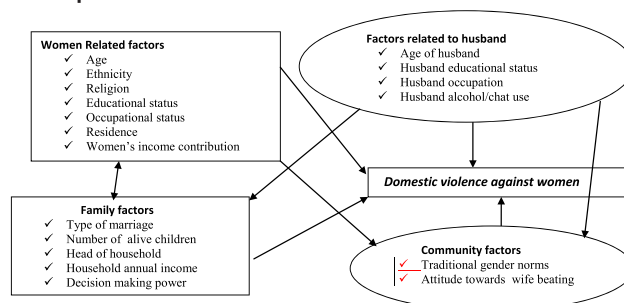 Women Related factors
✓ Age
✓ Ethnicity
✓ Religion
✓ Educational status
✓ Occupational status
✓ Residence
✓ Women's income contribution
Factors related to husband
✓ Age of husband
✓ Husband educational status
✓ Husband occupation
✓ Husband alcohol/chat use
Domestic violence against women
Family factors
✓ Type of marriage
✓ Number of alive children
✓ Head of household
✓ Household annual income
✓ Decision making power
Community factors
✓ Traditional gender norms
✓ Attitude towards wife beating